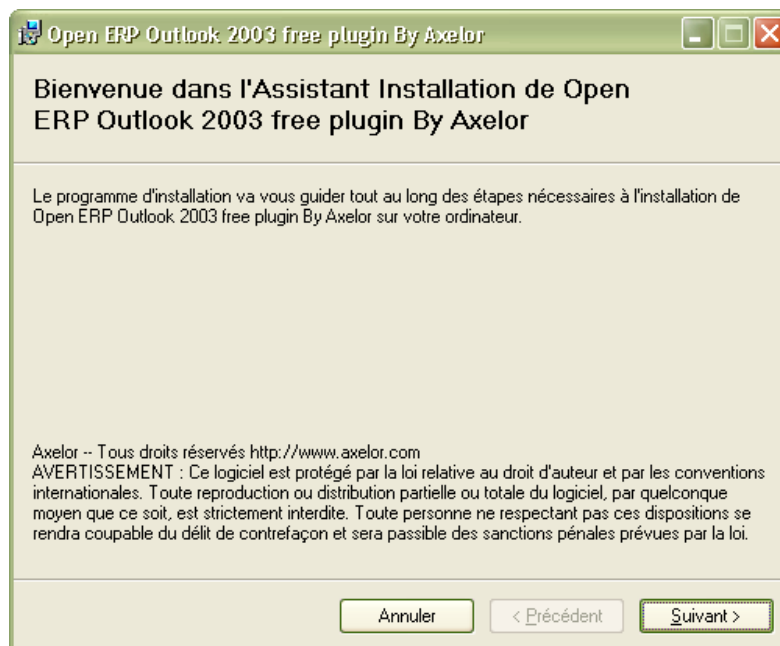 Open ERP Outlook 2003 free plugin By Axelor
Bienvenue dans l'Assistant Installation de Open
ERP Outlook 2003 free plugin By Axelor
Le programme d'installation va vous guider tout au long des étapes nécessaires à l'installation de
Open ERP Outlook 2003 free plugin By Axelor sur votre ordinateur.
Axelor -- Tous droits réservés http://www.axelor.com
AVERTISSEMENT : Ce logiciel est protégé par la loi relative au droit d'auteur et par les conventions
internationales. Toute reproduction ou distribution partielle ou totale du logiciel, par quelconque
moyen que ce soit, est strictement interdite. Toute personne ne respectant pas ces dispositions se
rendra coupable du délit de contrefaçon et sera passible des sanctions pénales prévues par la loi.
Annuler
< Précédent
Suivant >